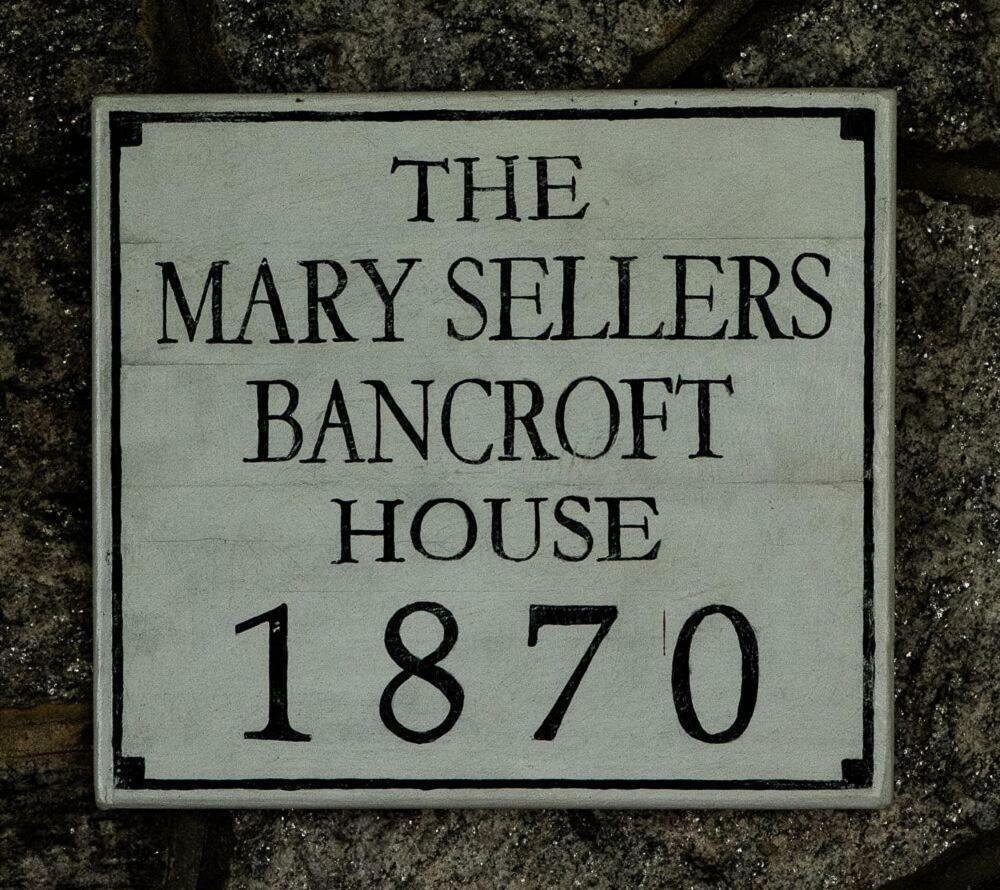 THE
MARY SELLERS
BANCROFT
HOUSE
1870